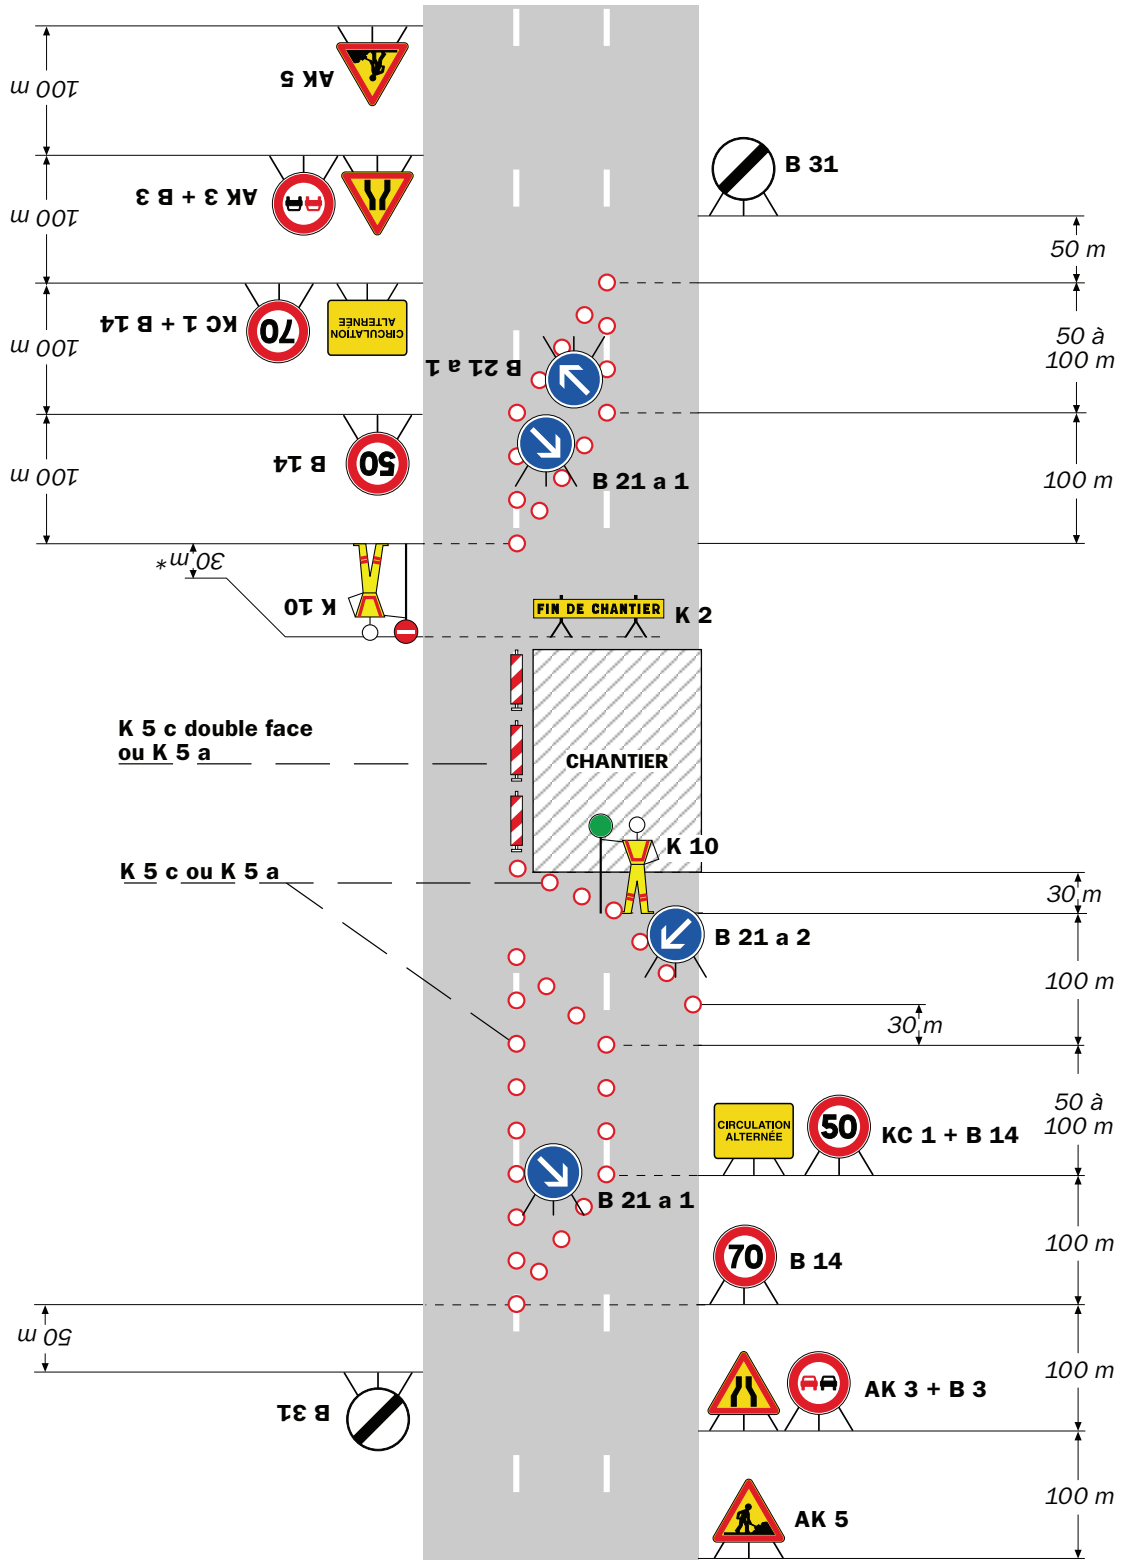 100 m
AK 5
100 m
AK 3 + B 3
B 31
50 m
100 m
KC 1 + B 14
70
CIRCULATION
ALTERNÉE
B 21 a 1
50 à
100 m
100 m
B 14
50
B 21 a 1
100 m
30 m*
K 10
FIN DE CHANTIER
K 2
K 5 c double face
ou K 5 a
CHANTIER
K 10
K 5 c ou K 5 a
30 m
B 21 a 2
100 m
30 m
CIRCULATION
ALTERNÉE
50
KC 1 + B 14
50 à
100 m
B 21 a 1
70
B 14
100 m
50 m
B 31
AK 3 + B 3
100 m
AK 5
100 m